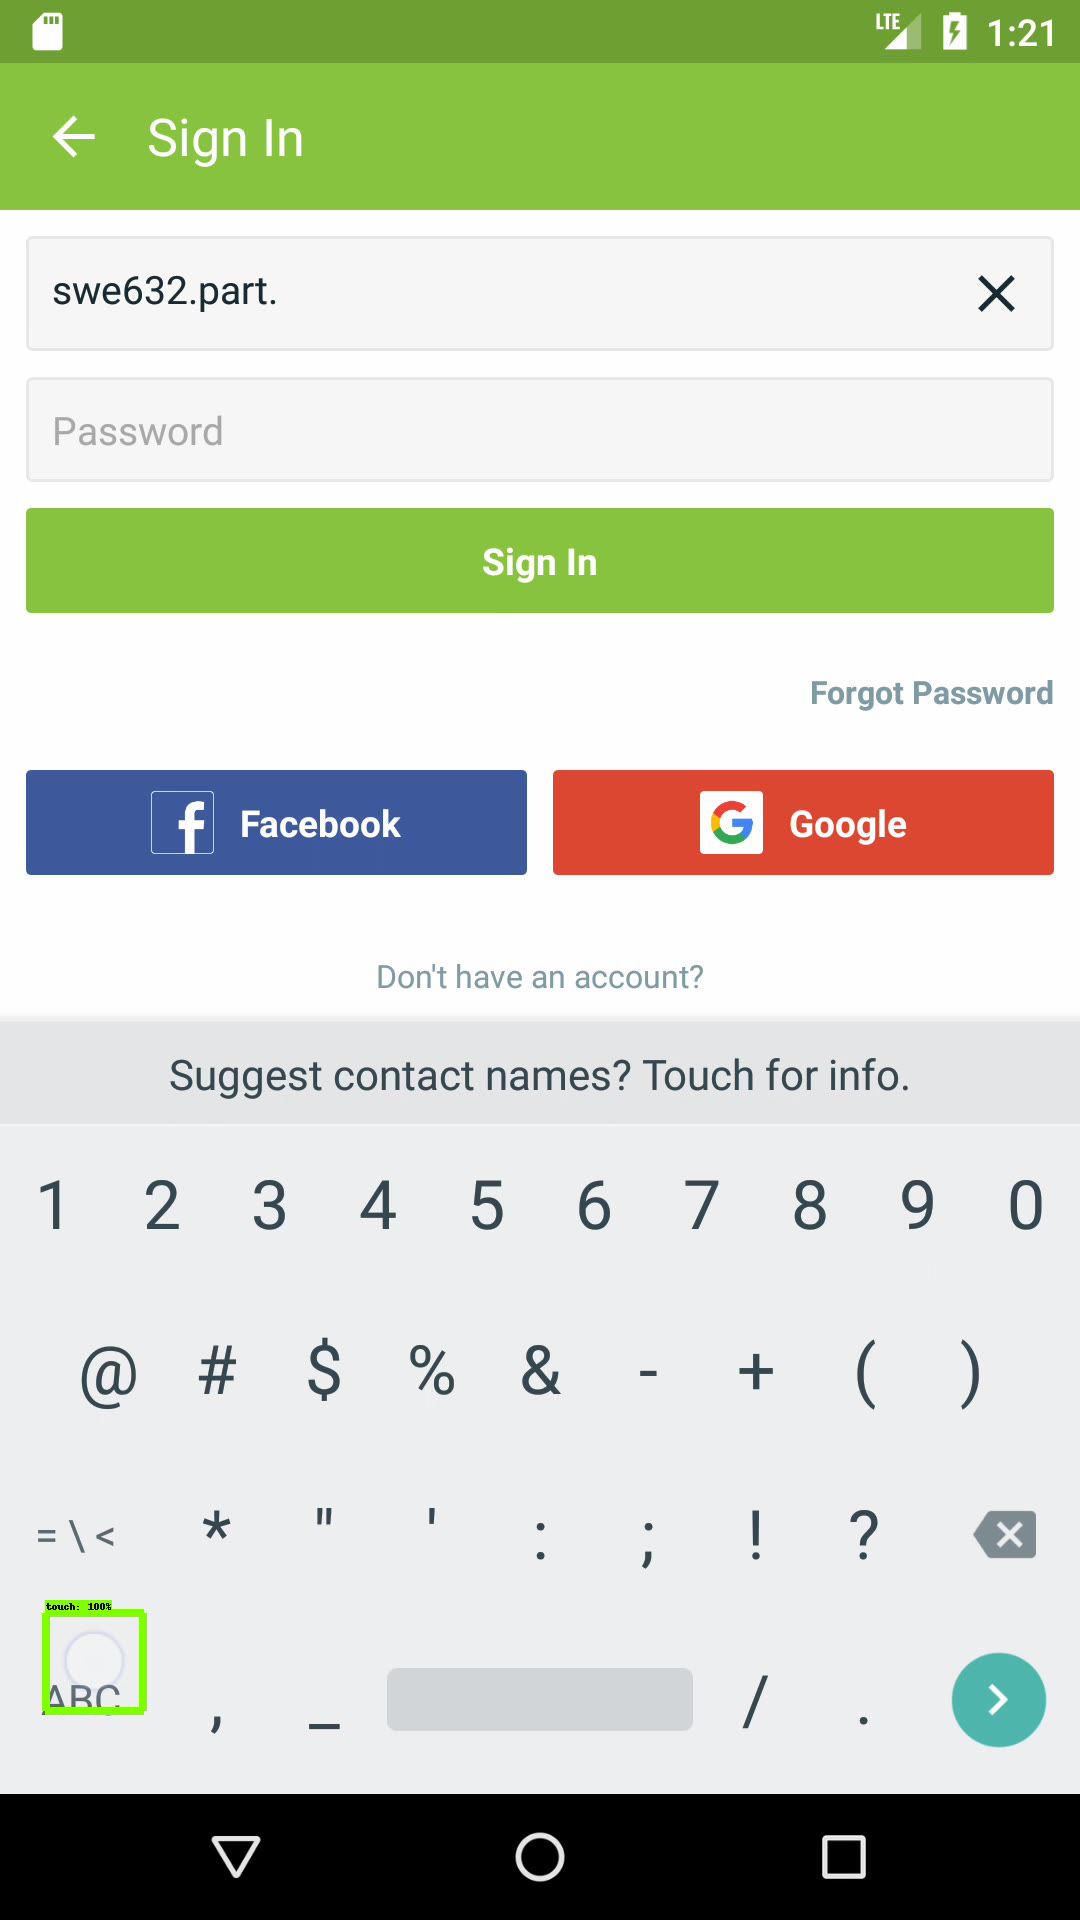 LTE 1:21
Sign In
swe632.part.
Password
Sign In
Forgot Password
Facebook Google
Don't have an account?
Suggest contact names? Touch for info.
1 2 3 4 5 6 7 8 9 0
@ # $ % & - + ( )
= \ < * " ' : ; ! ?
touch: 100%
ABC , _ / .